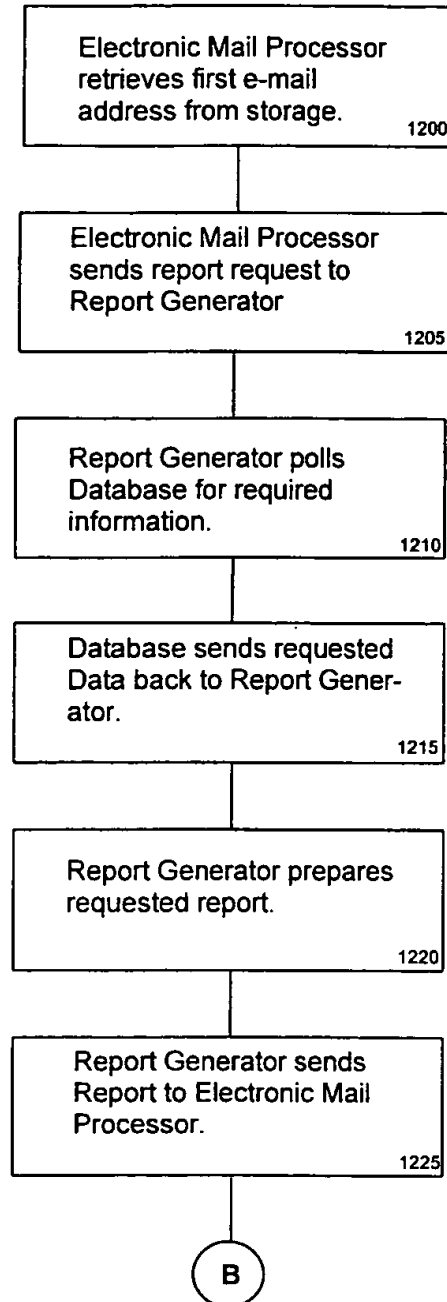 Electronic Mail Processor
retrieves first e-mail
address from storage.
1200
Electronic Mail Processor
sends report request to
Report Generator
1205
Report Generator polls
Database for required
information.
1210
Database sends requested
Data back to Report Gener-
ator.
1215
Report Generator prepares
requested report.
1220
Report Generator sends
Report to Electronic Mail
Processor.
1225
B